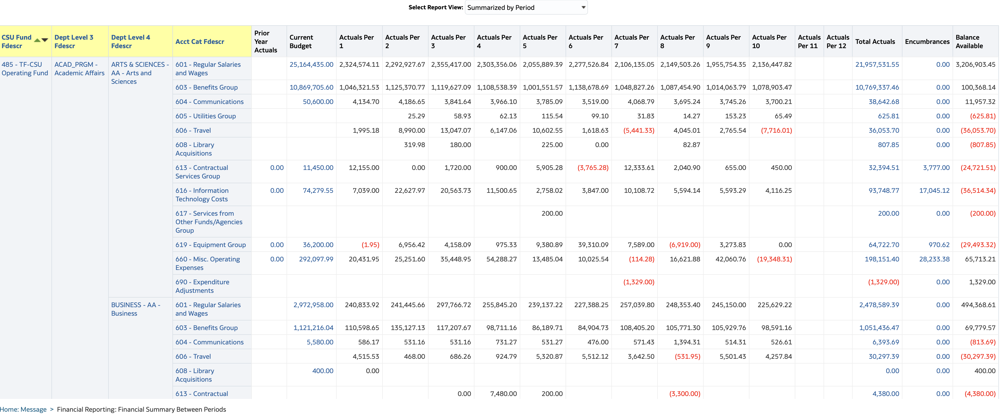 Select Report View: Summarized by Period
CSU Fund Fdescr Dept Level 3 Fdescr Dept Level 4 Fdescr Acct Cat Fdescr Prior Year Actuals Current Budget Actuals Per 1 Actuals Per 2 Actuals Per 3 Actuals Per 4 Actuals Per 5 Actuals Per 6 Actuals Per 7 Actuals Per 8 Actuals Per 9 Actuals Per 10 Actuals Per 11 Actuals Per 12 Total Actuals Encumbrances Balance Available
485 - TF-CSU Operating Fund ACAD_PRGM - Academic Affairs ARTS & SCIENCES - AA - Arts and Sciences 601 - Regular Salaries and Wages 25,164,435.00 2,324,574.11 2,292,927.67 2,355,417.00 2,303,356.06 2,055,889.39 2,277,526.84 2,106,135.05 2,149,503.26 1,955,754.35 2,136,447.82 21,957,531.55 0.00 3,206,903.45
603 - Benefits Group 10,869,705.60 1,046,321.53 1,125,370.77 1,119,627.09 1,108,538.39 1,001,551.57 1,138,678.69 1,048,827.26 1,087,454.90 1,014,063.79 1,078,903.47 10,769,337.46 0.00 100,368.14
604 - Communications 50,600.00 4,134.70 4,186.65 3,841.64 3,966.10 3,785.09 3,519.00 4,068.79 3,695.24 3,745.26 3,700.21 38,642.68 0.00 11,957.32
605 - Utilities Group 25.29 58.93 62.13 115.54 99.10 31.83 14.27 153.23 65.49 625.81 0.00 (625.81)
606 - Travel 1,995.18 8,990.00 13,047.07 6,147.06 10,602.55 1,618.63 (5,441.33) 4,045.01 2,765.54 (7,716.01) 36,053.70 0.00 (36,053.70)
608 - Library Acquisitions 319.98 180.00 225.00 0.00 82.87 807.85 0.00 (807.85)
613 - Contractual Services Group 0.00 11,450.00 12,155.00 0.00 1,720.00 900.00 5,905.28 (3,765.28) 12,333.61 2,040.90 655.00 450.00 32,394.51 3,777.00 (24,721.51)
616 - Information Technology Costs 0.00 74,279.55 7,039.00 22,627.97 20,563.73 11,500.65 2,758.02 3,847.00 10,108.72 5,594.14 5,593.29 4,116.25 93,748.77 17,045.12 (36,514.34)
617 - Services from Other Funds/Agencies Group 200.00 200.00 0.00 (200.00)
619 - Equipment Group 0.00 36,200.00 (1.95) 6,956.42 4,158.09 975.33 9,380.89 39,310.09 7,589.00 (6,919.00) 3,273.83 0.00 64,722.70 970.62 (29,493.32)
660 - Misc. Operating Expenses 0.00 292,097.99 20,431.95 25,251.60 35,448.95 54,288.27 13,485.04 10,025.54 (114.28) 16,621.88 42,060.76 (19,348.31) 198,151.40 28,233.38 65,713.21
690 - Expenditure Adjustments (1,329.00) (1,329.00) 0.00 1,329.00
BUSINESS - AA - Business 601 - Regular Salaries and Wages 2,972,958.00 240,833.92 241,445.66 297,766.72 255,845.20 239,137.22 227,388.25 257,039.80 248,353.40 245,150.00 225,629.22 2,478,589.39 0.00 494,368.61
603 - Benefits Group 1,121,216.04 110,598.65 135,127.13 117,207.67 98,711.16 86,189.71 84,904.73 108,405.20 105,771.30 105,929.76 98,591.16 1,051,436.47 0.00 69,779.57
604 - Communications 5,580.00 586.17 531.16 531.16 731.27 531.27 476.00 571.43 1,394.31 514.31 526.61 6,393.69 0.00 (813.69)
606 - Travel 4,515.53 468.00 686.26 924.79 5,320.87 5,512.12 3,642.50 (531.95) 5,501.43 4,257.84 30,297.39 0.00 (30,297.39)
608 - Library Acquisitions 400.00 0.00 0.00 0.00 400.00
613 - Contractual 0.00 7,480.00 200.00 (3,300.00) 4,380.00 0.00 (4,380.00)
Home: Message > Financial Reporting: Financial Summary Between Periods